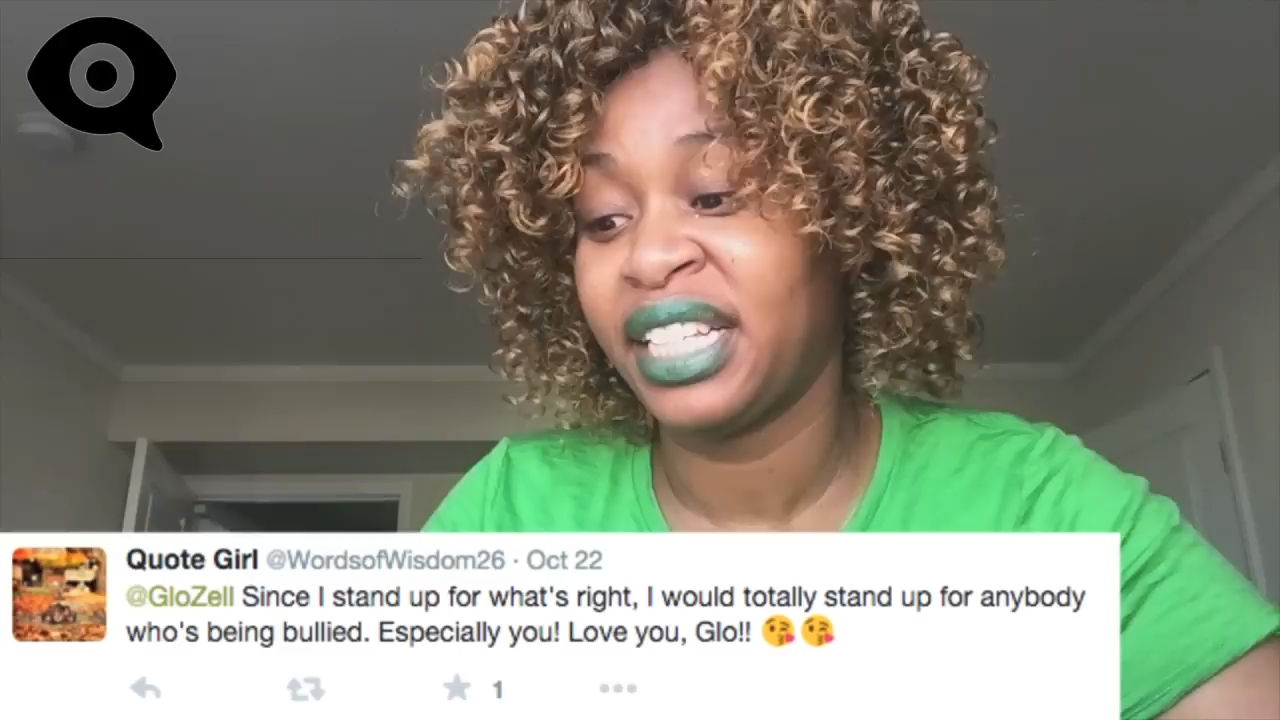 Quote Girl @WordsofWisdom26 · Oct 22
@GloZell Since I stand up for what's right, I would totally stand up for anybody
who's being bullied. Especially you! Love you, Glo!! 😘😘
1